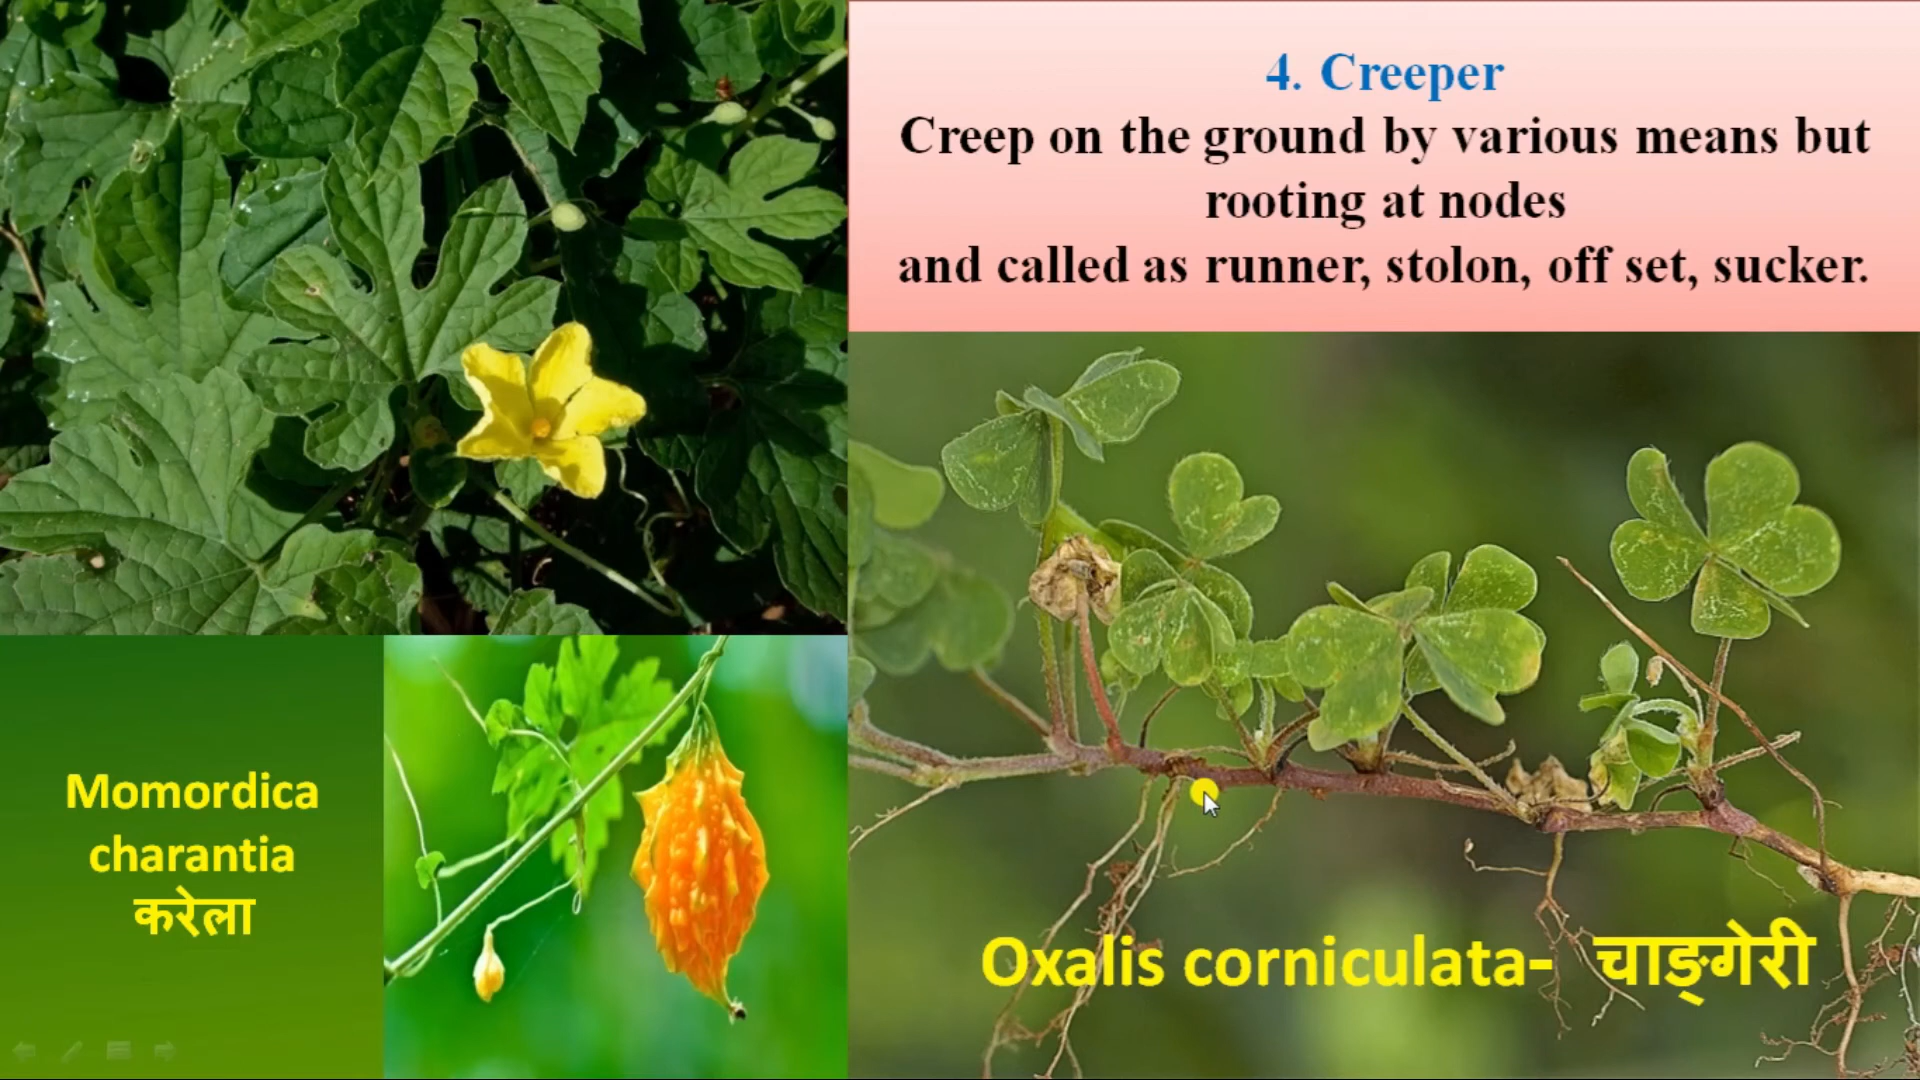 4. Creeper
Creep on the ground by various means but
rooting at nodes
and called as runner, stolon, off set, sucker.
Momordica
charantia
करेला
Oxalis corniculata- चाङ्गेरी